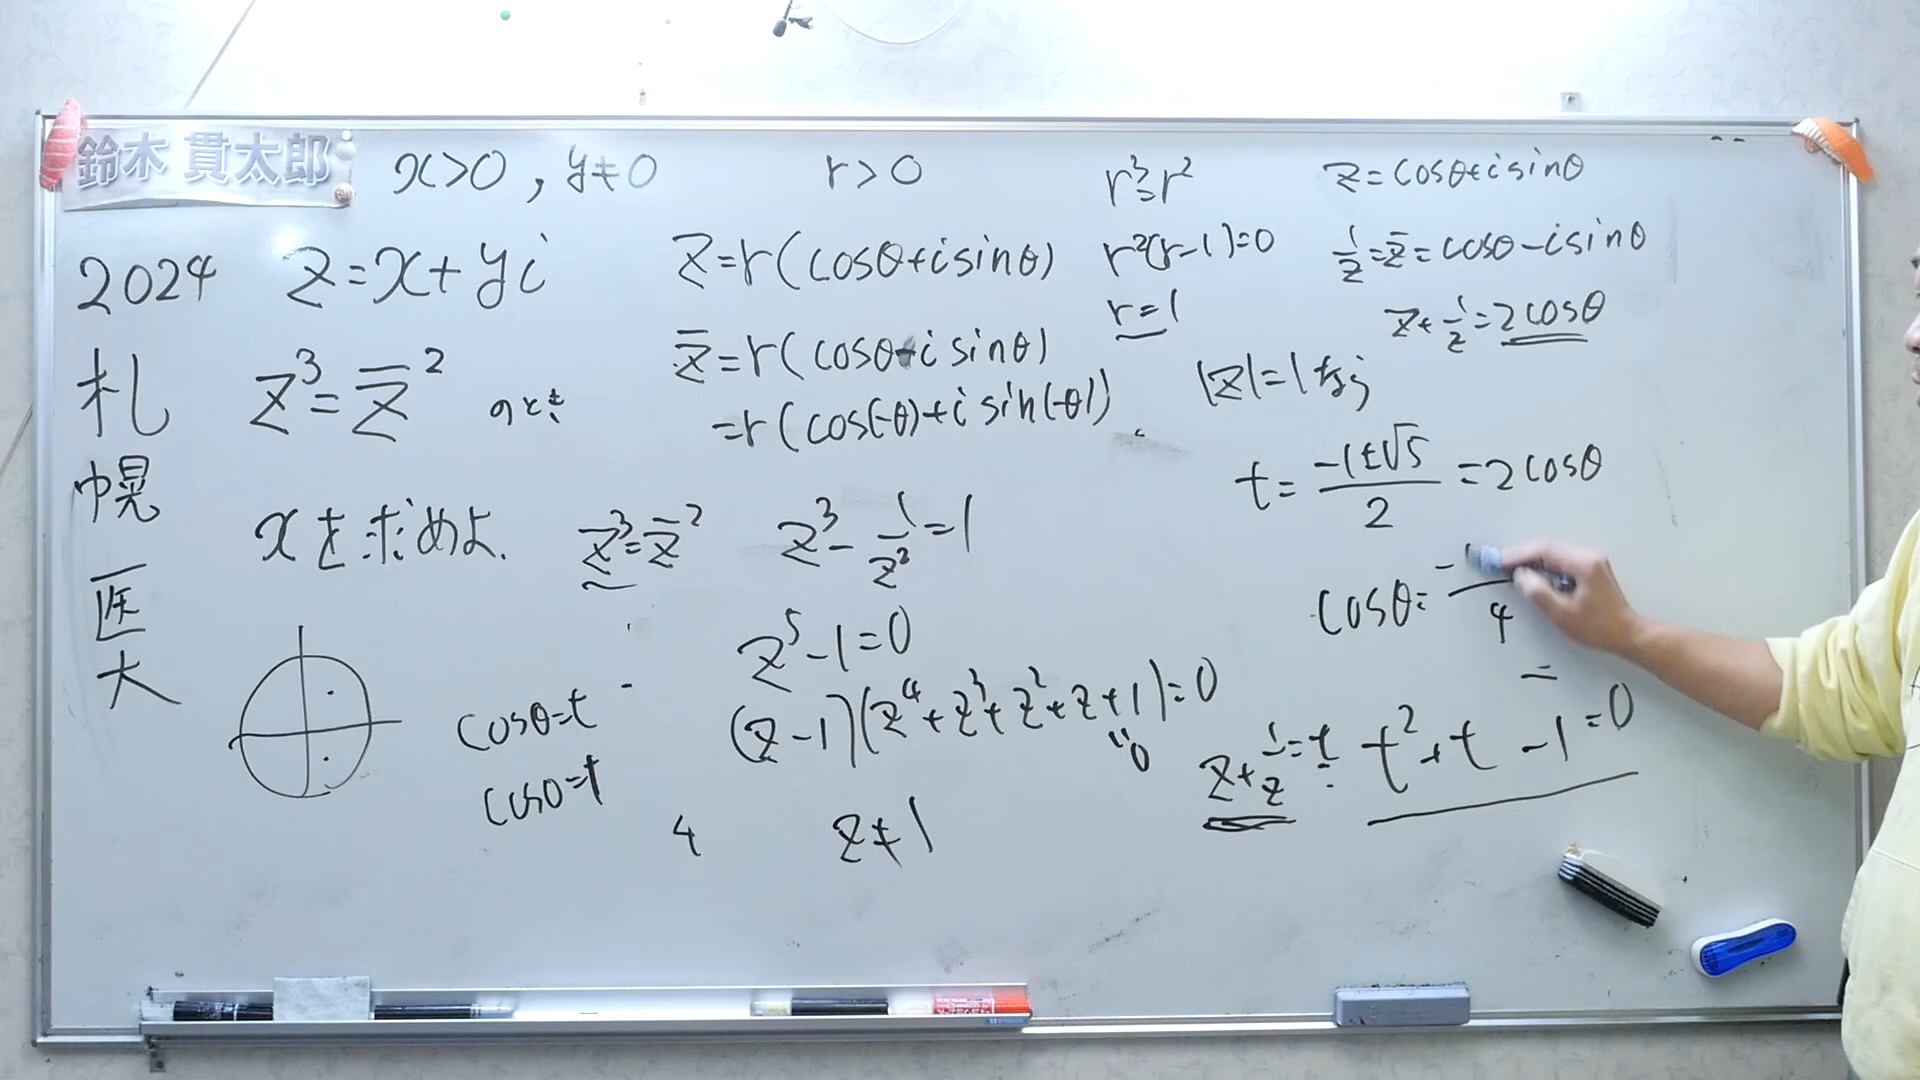 鈴木 貫太郎
x>0, y≠0
2024
札幌医大
z=x+yi
z³=z̄² のとき
xを求めよ.
r>0
z=r(cosθ+isinθ)
z̄=r(cosθ-isinθ)
=r(cos(-θ)+isin(-θ))
r³=r²
r²(r-1)=0
r=1
z=cosθ+isinθ
1/z=z̄=cosθ-isinθ
z+1/z=2cosθ
z³=z̄²
z³-1/z²=1
z⁵-1=0
(z-1)(z⁴+z³+z²+z+1)=0
"0
z≠1
4
cosθ=t
cosθ=t
|z|=1なら
t=(-1±√5)/2=2cosθ
cosθ=-/4
=
z+1/z=t
t²+t-1=0